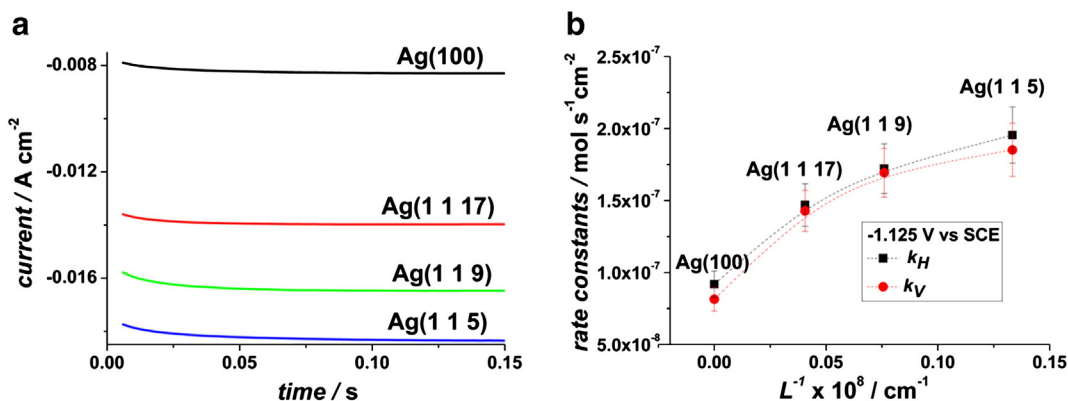 a
Ag(100)
Ag(1 1 17)
Ag(1 1 9)
Ag(1 1 5)
-0.008
-0.012
-0.016
current / A cm-2
0.00
0.05
0.10
0.15
time / s
b
Ag(1 1 5)
Ag(1 1 9)
Ag(1 1 17)
Ag(100)
-1.125 V vs SCE
kH
kV
2.5x10-7
2.0x10-7
1.5x10-7
1.0x10-7
5.0x10-8
rate constants / mol s-1cm-2
0.00
0.05
0.10
0.15
L-1 x 108 / cm-1